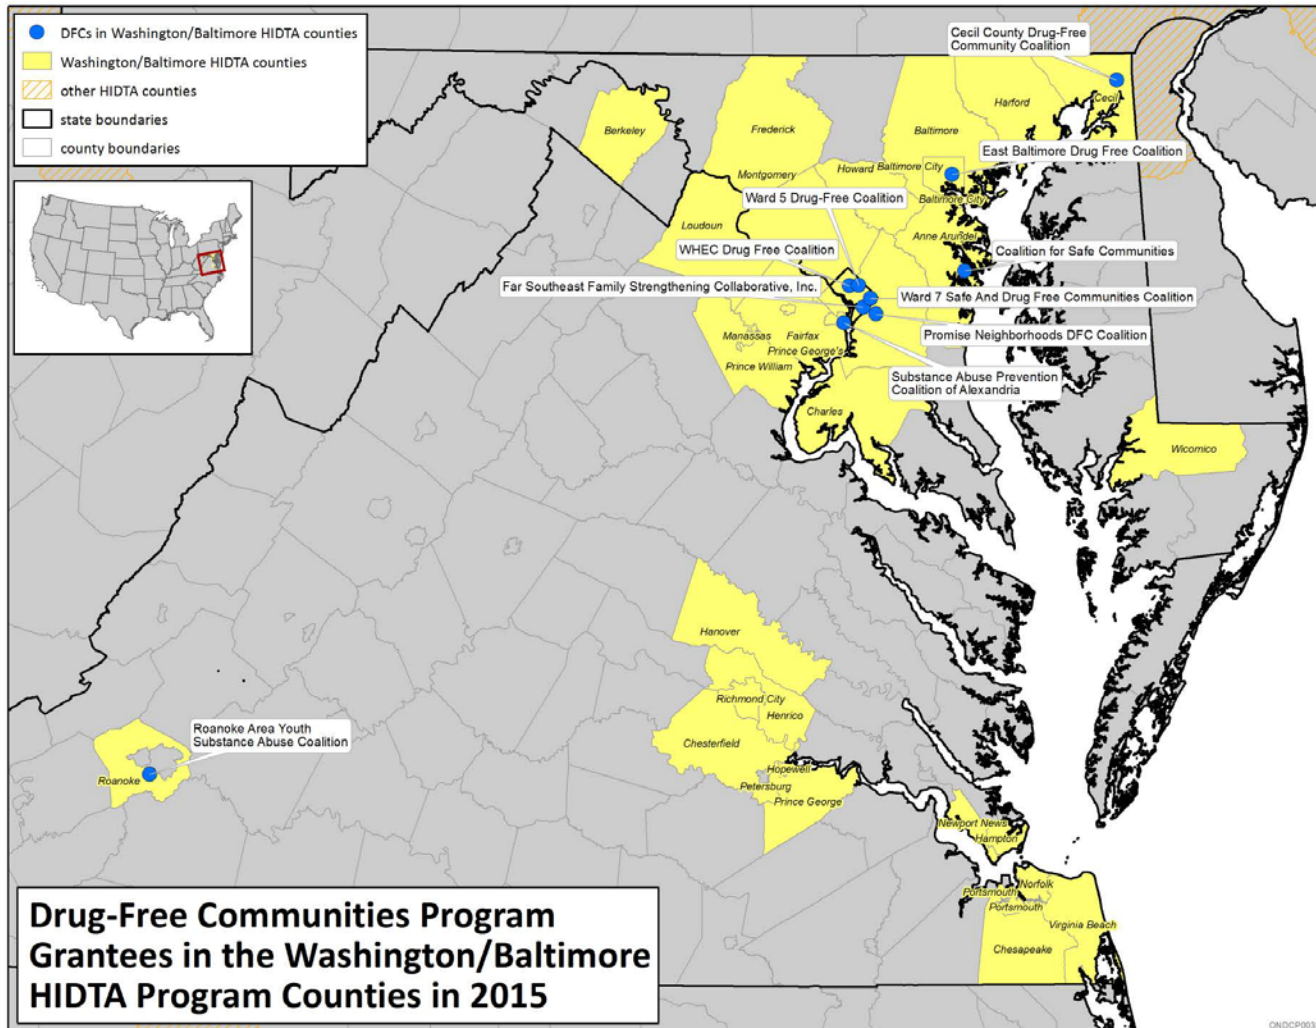 DFCs in Washington/Baltimore HIDTA counties
Washington/Baltimore HIDTA counties
other HIDTA counties
state boundaries
county boundaries
Cecil County Drug-Free
Community Coalition
Cecil
Harford
Berkeley
Frederick
Baltimore
East Baltimore Drug Free Coalition
Montgomery
Howard
Baltimore City
Ward 5 Drug-Free Coalition
Baltimore City
Loudoun
Anne Arundel
WHEC Drug Free Coalition
Coalition for Safe Communities
Far Southeast Family Strengthening Collaborative, Inc.
Ward 7 Safe And Drug Free Communities Coalition
Manassas
Fairfax
Promise Neighborhoods DFC Coalition
Prince George's
Prince William
Substance Abuse Prevention
Coalition of Alexandria
Charles
Wicomico
Hanover
Richmond City
Henrico
Roanoke Area Youth
Substance Abuse Coalition
Chesterfield
Hopewell
Roanoke
Petersburg
Prince George
Newport News
Hampton
Norfolk
Portsmouth
Portsmouth
Virginia Beach
Chesapeake
Drug-Free Communities Program
Grantees in the Washington/Baltimore
HIDTA Program Counties in 2015